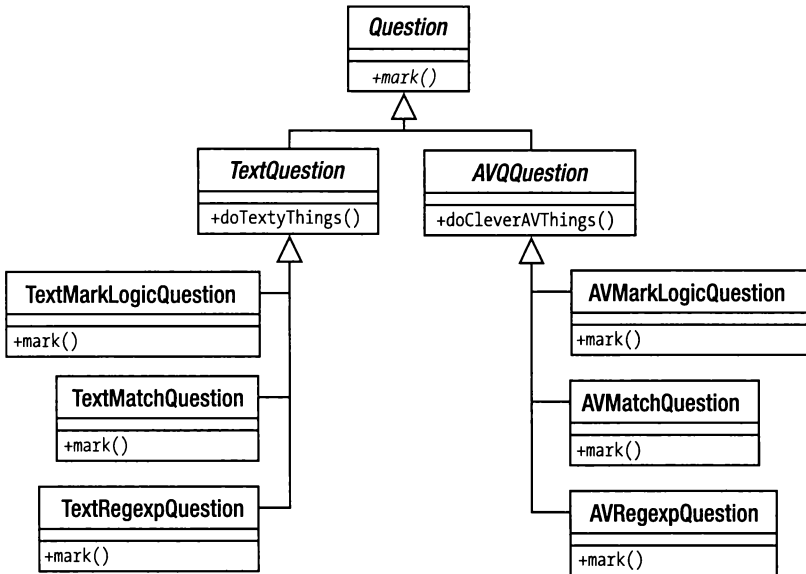 Question
+mark()
TextQuestion
+doTextyThings()
AVQQuestion
+doCleverAVThings()
TextMarkLogicQuestion
+mark()
TextMatchQuestion
+mark()
TextRegexpQuestion
+mark()
AVMarkLogicQuestion
+mark()
AVMatchQuestion
+mark()
AVRegexpQuestion
+mark()